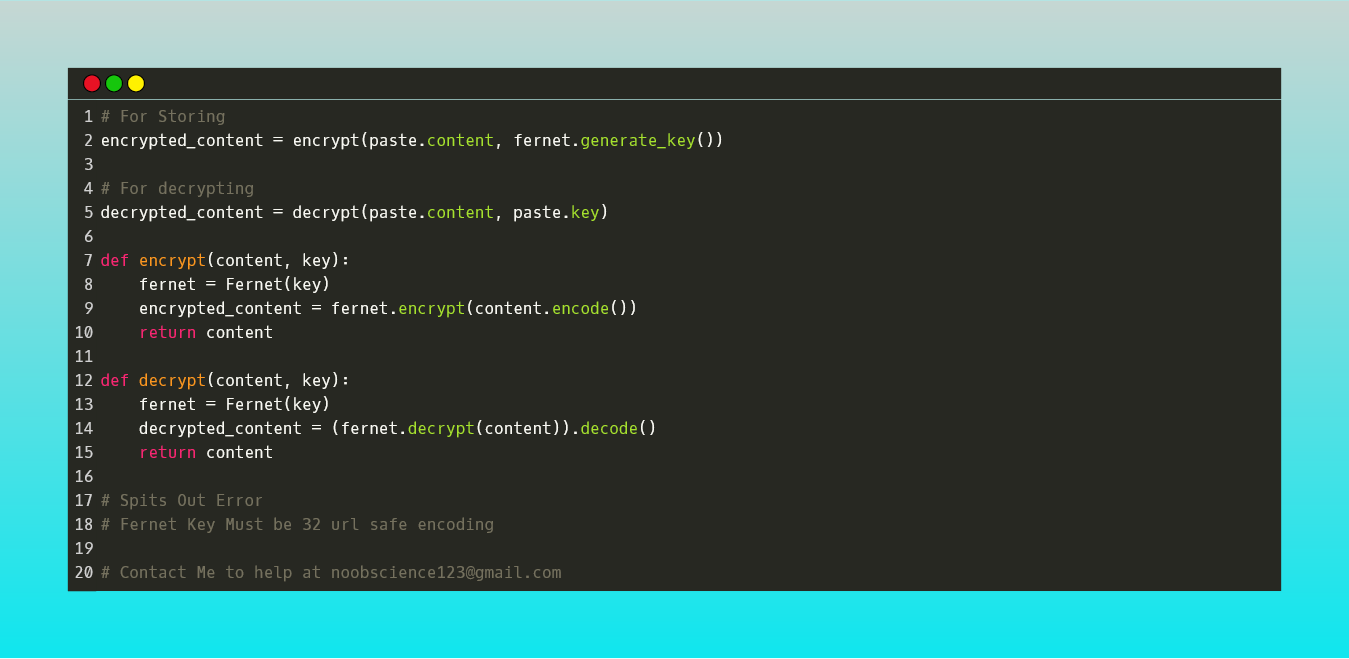 1 # For Storing
2 encrypted_content = encrypt(paste.content, fernet.generate_key())
3
4 # For decrypting
5 decrypted_content = decrypt(paste.content, paste.key)
6
7 def encrypt(content, key):
8     fernet = Fernet(key)
9     encrypted_content = fernet.encrypt(content.encode())
10     return content
11
12 def decrypt(content, key):
13     fernet = Fernet(key)
14     decrypted_content = (fernet.decrypt(content)).decode()
15     return content
16
17 # Spits Out Error
18 # Fernet Key Must be 32 url safe encoding
19
20 # Contact Me to help at noobscience123@gmail.com